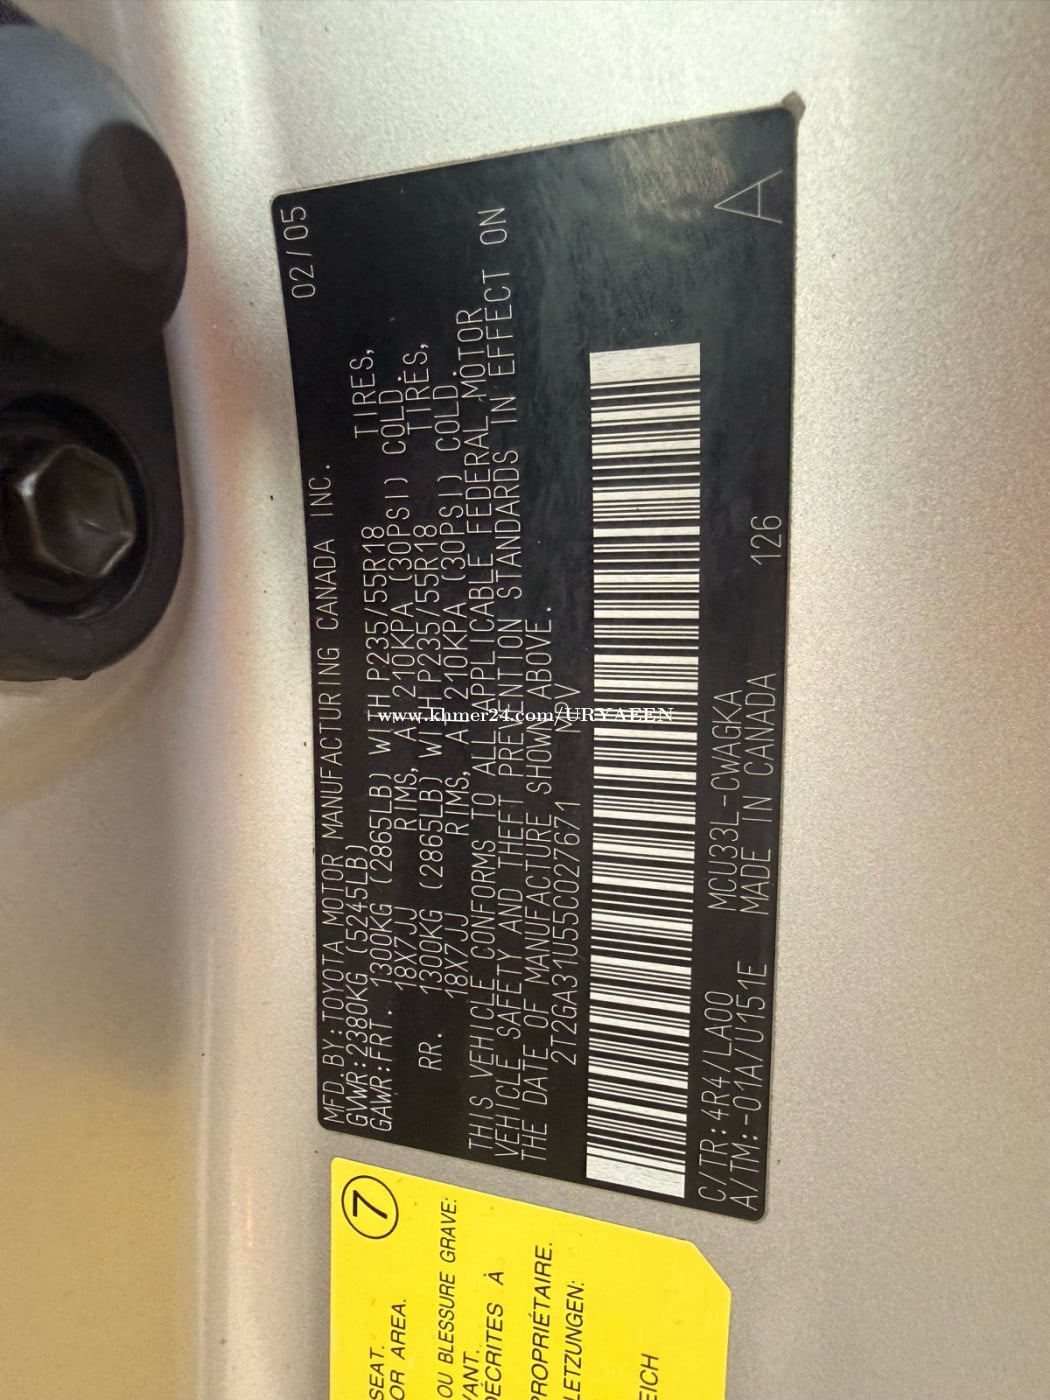 MFD. BY: TOYOTA MOTOR MANUFACTURING CANADA INC. 02/05
GVWR: 2380KG (5245LB)
GAWR: FRT. 1300KG (2865LB) WITH P235/55R18 TIRES,
18X7JJ RIMS, AT 210KPA (30PSI) COLD
RR. 1300KG (2865LB) WITH P235/55R18 TIRES,
18X7JJ RIMS, AT 210KPA (30PSI) COLD.
THIS VEHICLE CONFORMS TO ALL APPLICABLE FEDERAL MOTOR
VEHICLE SAFETY AND THEFT PREVENTION STANDARDS IN EFFECT ON
THE DATE OF MANUFACTURE SHOWN ABOVE.
2T2GA31U55C027671 MPV
C/TR: 4R4/LA00 MCU33L-CWAGKA A
A/TM: -01A/U151E MADE IN CANADA 126
www.khmer24.com/URYAEEN
7
SEAT.
OR AREA.
OU BLESSURE GRAVE:
DÉCRITES À
PROPRIÉTAIRE.